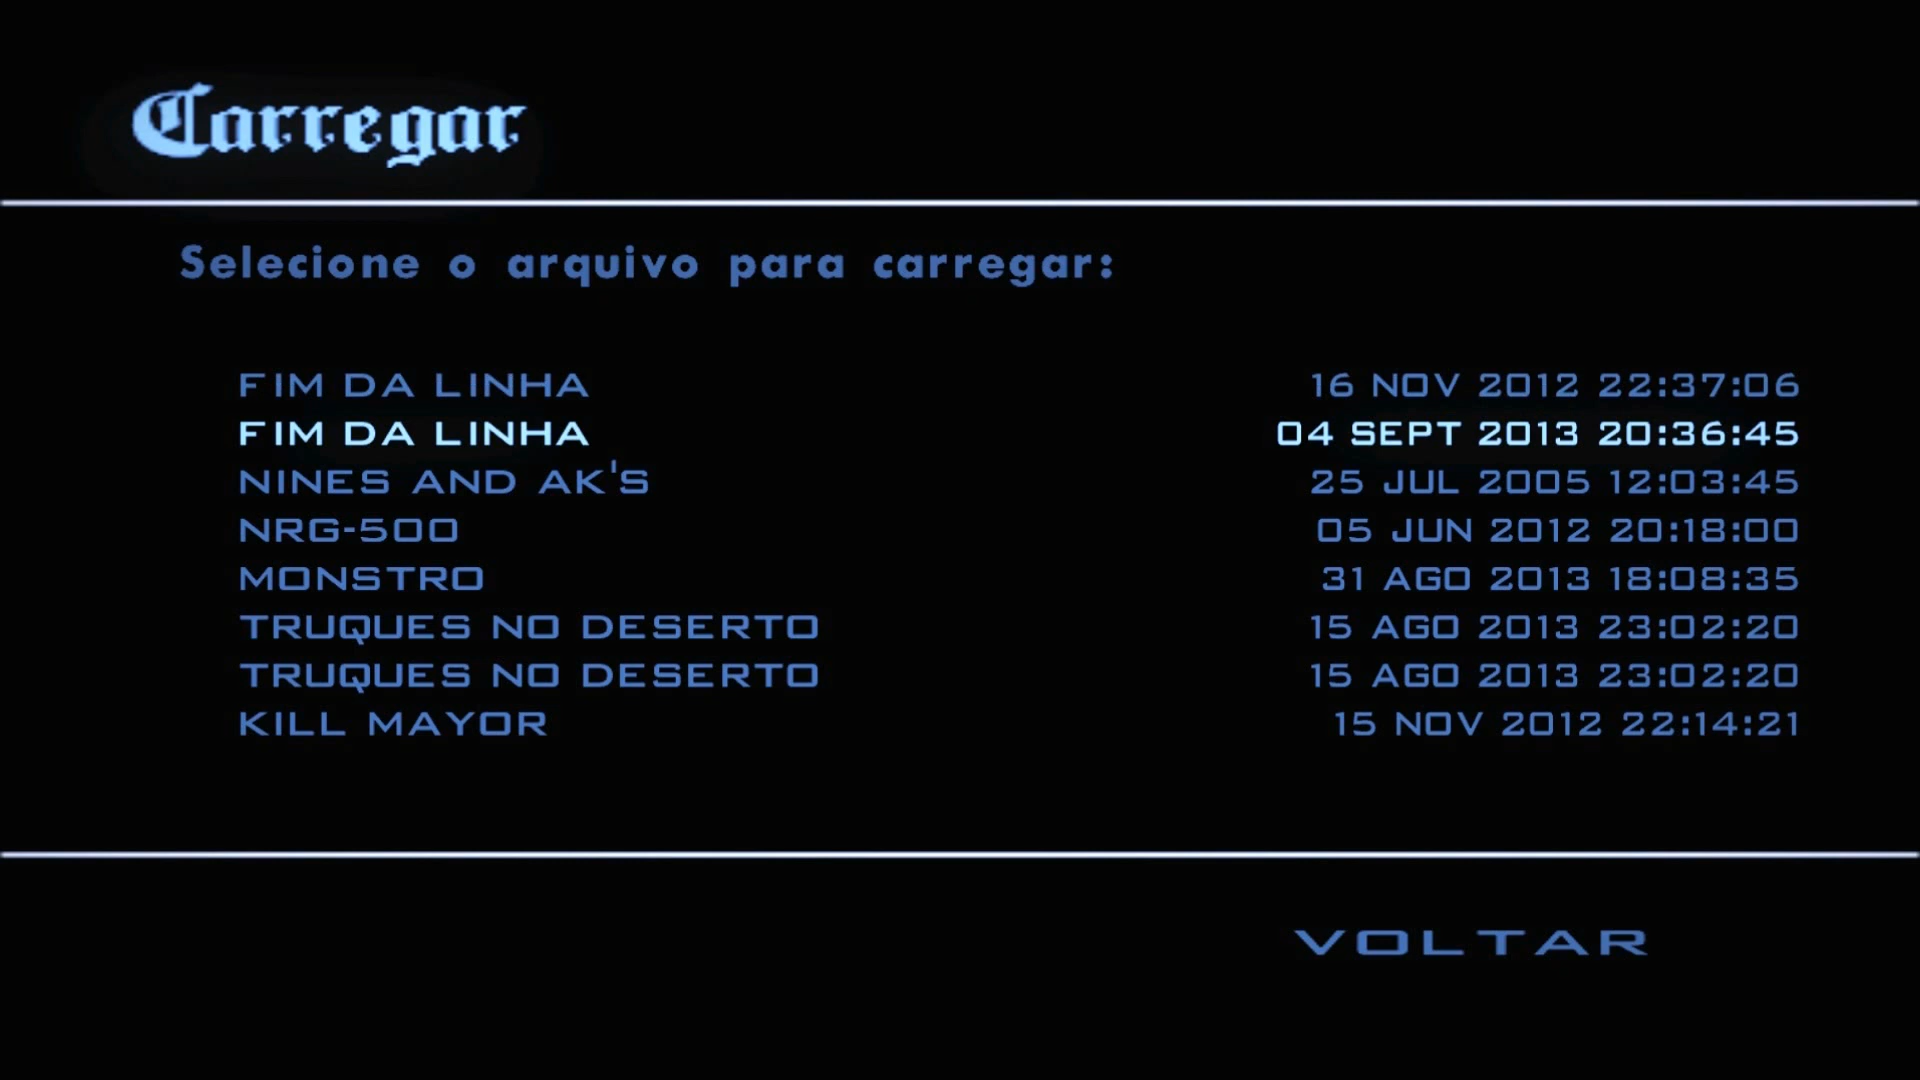 Carregar
Selecione o arquivo para carregar:
FIM DA LINHA 16 NOV 2012 22:37:06
FIM DA LINHA 04 SEPT 2013 20:36:45
NINES AND AK'S 25 JUL 2005 12:03:45
NRG-500 05 JUN 2012 20:18:00
MONSTRO 31 AGO 2013 18:08:35
TRUQUES NO DESERTO 15 AGO 2013 23:02:20
TRUQUES NO DESERTO 15 AGO 2013 23:02:20
KILL MAYOR 15 NOV 2012 22:14:21
VOLTAR